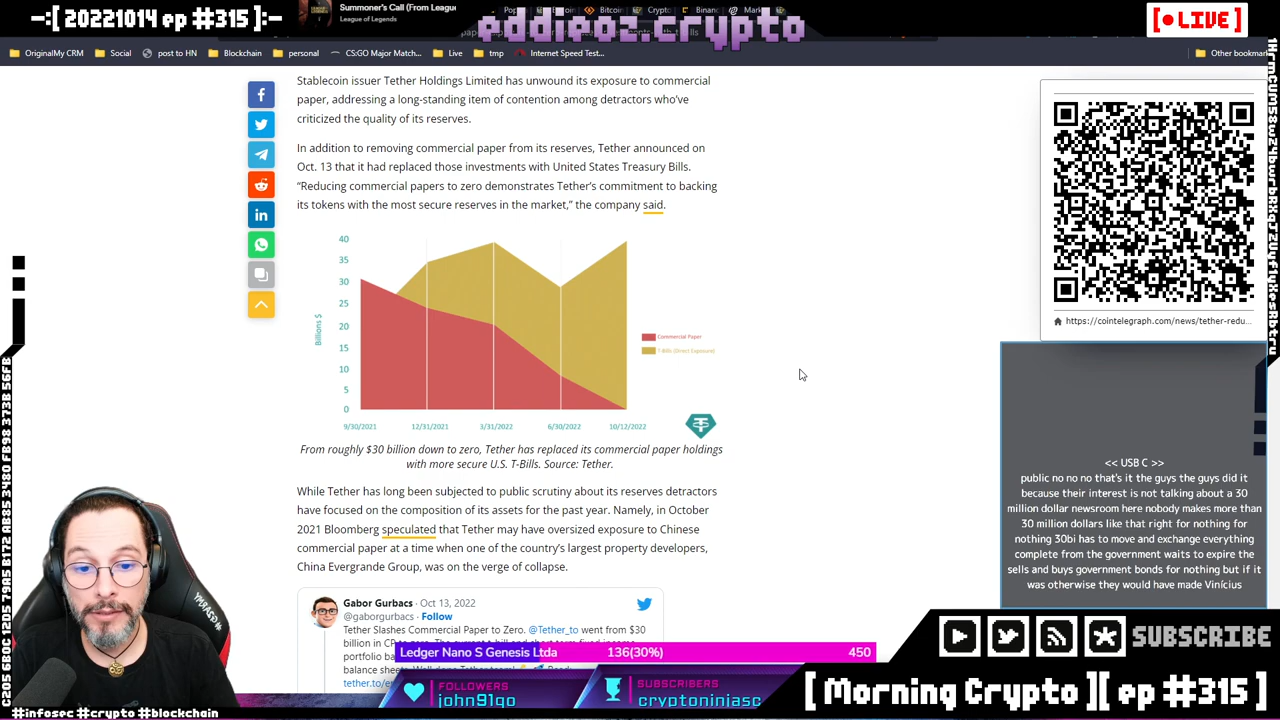 -:[ 20221014 ep #315]:-
Summoner's Call (From Leagu
League of Legends
eddieoz.crypto
[● LIVE]
OriginalMy CRM
Social
post to HN
Blockchain
personal
CS:GO Major Match...
Live
tmp
Internet Speed Test...
Other bookmar
Stablecoin issuer Tether Holdings Limited has unwound its exposure to commercial
paper, addressing a long-standing item of contention among detractors who've
criticized the quality of its reserves.
In addition to removing commercial paper from its reserves, Tether announced on
Oct. 13 that it had replaced those investments with United States Treasury Bills.
“Reducing commercial papers to zero demonstrates Tether's commitment to backing
its tokens with the most secure reserves in the market,” the company said.
40
35
30
25
20
15
10
5
0
Billions $
9/30/2021
12/31/2021
3/31/2022
6/30/2022
10/12/2022
Commercial Paper
T-Bills (Direct Exposure)
From roughly $30 billion down to zero, Tether has replaced its commercial paper holdings
with more secure U.S. T-Bills. Source: Tether.
While Tether has long been subjected to public scrutiny about its reserves detractors
have focused on the composition of its assets for the past year. Namely, in October
2021 Bloomberg speculated that Tether may have oversized exposure to Chinese
commercial paper at a time when one of the country's largest property developers,
China Evergrande Group, was on the verge of collapse.
Gabor Gurbacs · Oct 13, 2022
@gaborgurbacs · Follow
Tether Slashes Commercial Paper to Zero. @Tether_to went from $30
https://cointelegraph.com/news/tether-redu...
<< USB C >>
public no no no that's it the guys the guys did it
because their interest is not talking about a 30
million dollar newsroom here nobody makes more than
30 million dollars like that right for nothing for
nothing 30bi has to move and exchange everything
complete from the government waits to expire the
sells and buys government bonds for nothing but if it
was otherwise they would have made Vinícius
SUBSCRIBE
Ledger Nano S Genesis Ltda
136(30%)
450
FOLLOWERS
john91go
SUBSCRIBERS
cryptoninjasc
[ Morning Crypto ][ ep #315 ]
#infosec #crypto #blockchain